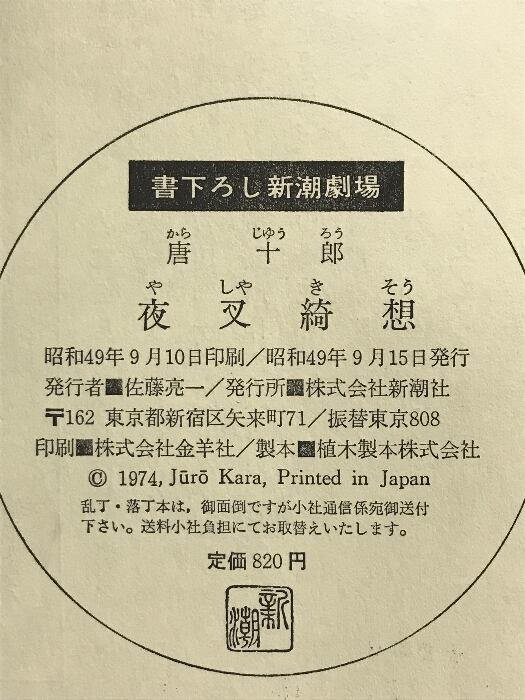 書下ろし新潮劇場
から じゆう ろう
唐 十 郎
や しや き そう
夜 叉 綺 想
昭和49年9月10日印刷／昭和49年9月15日発行
発行者■佐藤亮一／発行所■株式会社新潮社
〒162 東京都新宿区矢来町71／振替東京808
印刷■株式会社金羊社／製本■植木製本株式会社
© 1974, Jūrō Kara, Printed in Japan
乱丁・落丁本は，御面倒ですが小社通信係宛御送付
下さい。送料小社負担にてお取替えいたします。
定価820円
新潮